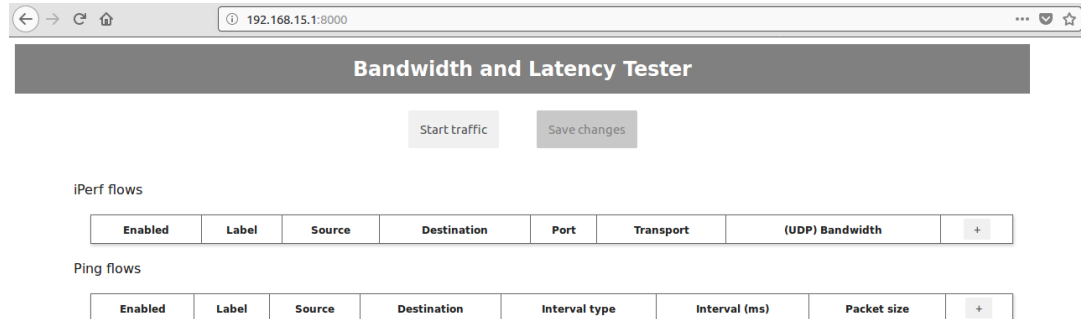 192.168.15.1:8000
Bandwidth and Latency Tester
Start traffic Save changes
iPerf flows
Enabled Label Source Destination Port Transport (UDP) Bandwidth +
Ping flows
Enabled Label Source Destination Interval type Interval (ms) Packet size +